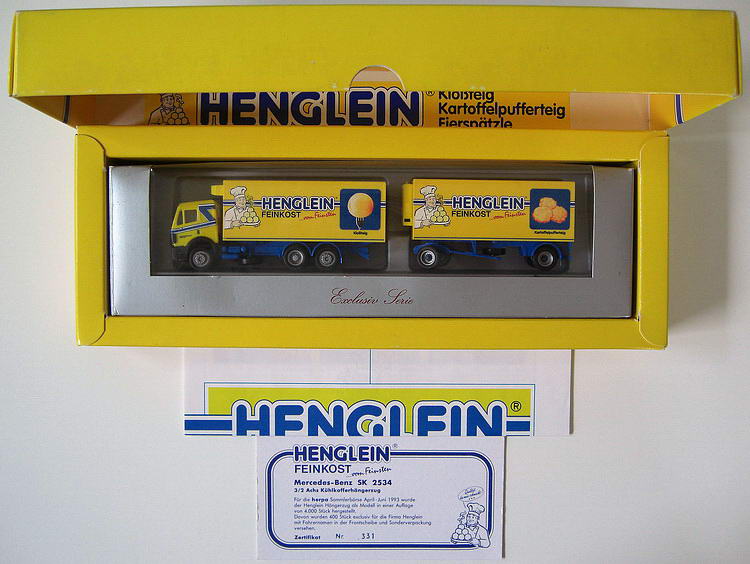 HENGLEIN®
Kloßteig
Kartoffelpufferteig
Eierspätzle
HENGLEIN
FEINKOST vom Feinsten
Kloßteig
HENGLEIN
FEINKOST vom Feinsten
Kartoffelpufferteig
Exclusiv Serie
HENGLEIN®
HENGLEIN®
FEINKOST vom Feinsten
Mercedes-Benz SK 2534
3/2 Achs Kühlkofferhängerzug
Für die herpa Sammlerbörse April-Juni 1993 wurde
der Henglein Hängerzug als Modell in einer Auflage
von 4.000 Stück hergestellt.
Davon wurden 400 Stück exclusiv für die Firma Henglein
mit Fahrernamen in der Frontscheibe und Sonderverpackung
versehen.
Zertifikat Nr. 331